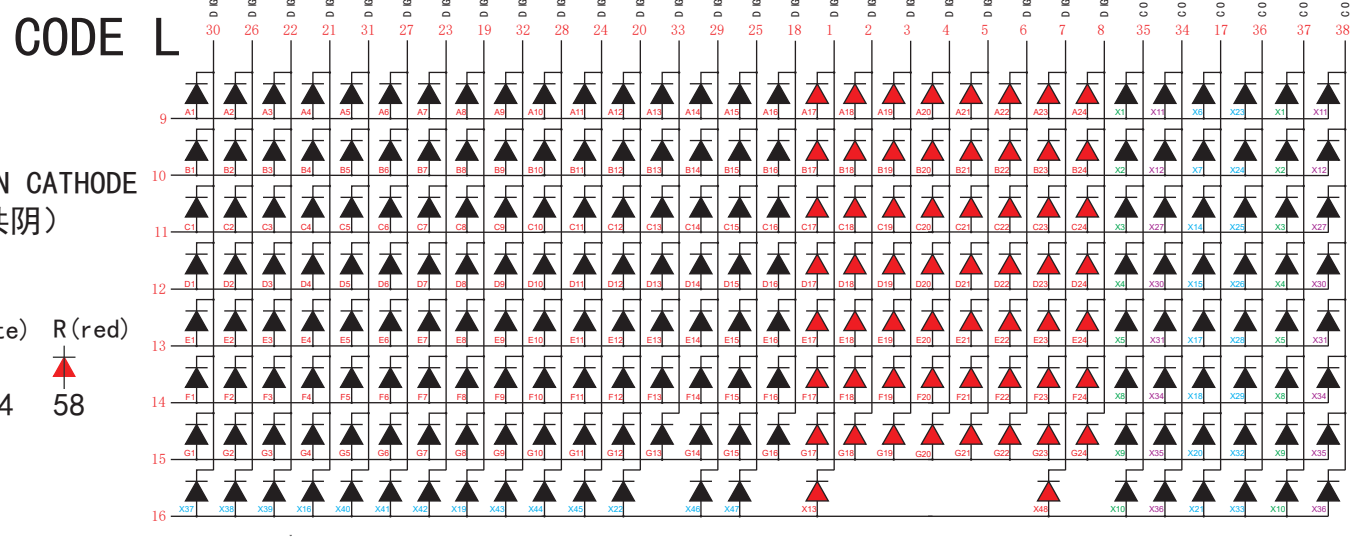 CODE L
30 26 22 21 31 27 23 19 32 28 24 20 33 29 25 18 1 2 3 4 5 6 7 8 35 34 17 36 37 38
A1 A2 A3 A4 A5 A6 A7 A8 A9 A10 A11 A12 A13 A14 A15 A16 A17 A18 A19 A20 A21 A22 A23 A24 X1 X11 X6 X23 X1 X11
9
B1 B2 B3 B4 B5 B6 B7 B8 B9 B10 B11 B12 B13 B14 B15 B16 B17 B18 B19 B20 B21 B22 B23 B24 X2 X12 X7 X24 X2 X12
10
N CATHODE
共阴）
C1 C2 C3 C4 C5 C6 C7 C8 C9 C10 C11 C12 C13 C14 C15 C16 C17 C18 C19 C20 C21 C22 C23 C24 X3 X27 X14 X25 X3 X27
11
D1 D2 D3 D4 D5 D6 D7 D8 D9 D10 D11 D12 D13 D14 D15 D16 D17 D18 D19 D20 D21 D22 D23 D24 X4 X30 X15 X26 X4 X30
12
te) R(red)
E1 E2 E3 E4 E5 E6 E7 E8 E9 E10 E11 E12 E13 E14 E15 E16 E17 E18 E19 E20 E21 E22 E23 E24 X5 X31 X17 X28 X5 X31
13
F1 F2 F3 F4 F5 F6 F7 F8 F9 F10 F11 F12 F13 F14 F15 F16 F17 F18 F19 F20 F21 F22 F23 F24 X8 X34 X18 X29 X8 X34
14
4 58
G1 G2 G3 G4 G5 G6 G7 G8 G9 G10 G11 G12 G13 G14 G15 G16 G17 G18 G19 G20 G21 G22 G23 G24 X9 X35 X20 X32 X9 X35
15
X37 X38 X39 X16 X40 X41 X42 X19 X43 X44 X45 X22 X46 X47 X13 X48 X10 X36 X21 X33 X10 X36
16